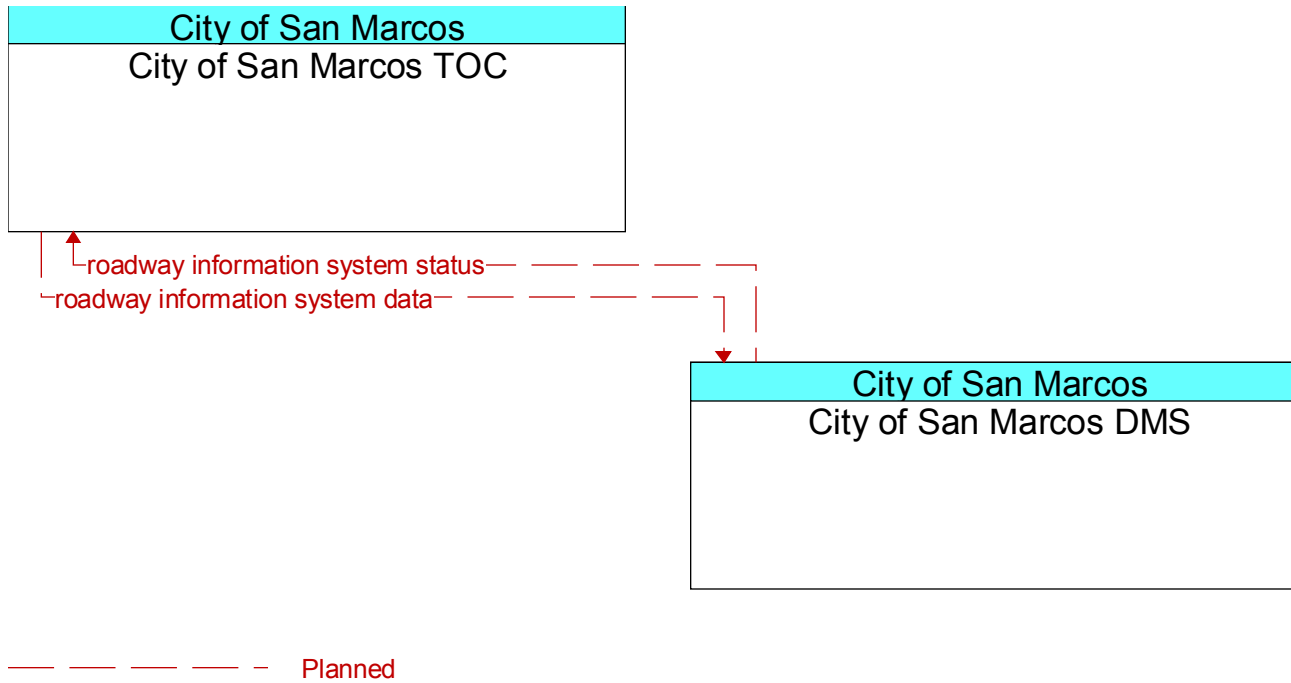 City of San Marcos
City of San Marcos TOC
roadway information system status
roadway information system data
City of San Marcos
City of San Marcos DMS
Planned